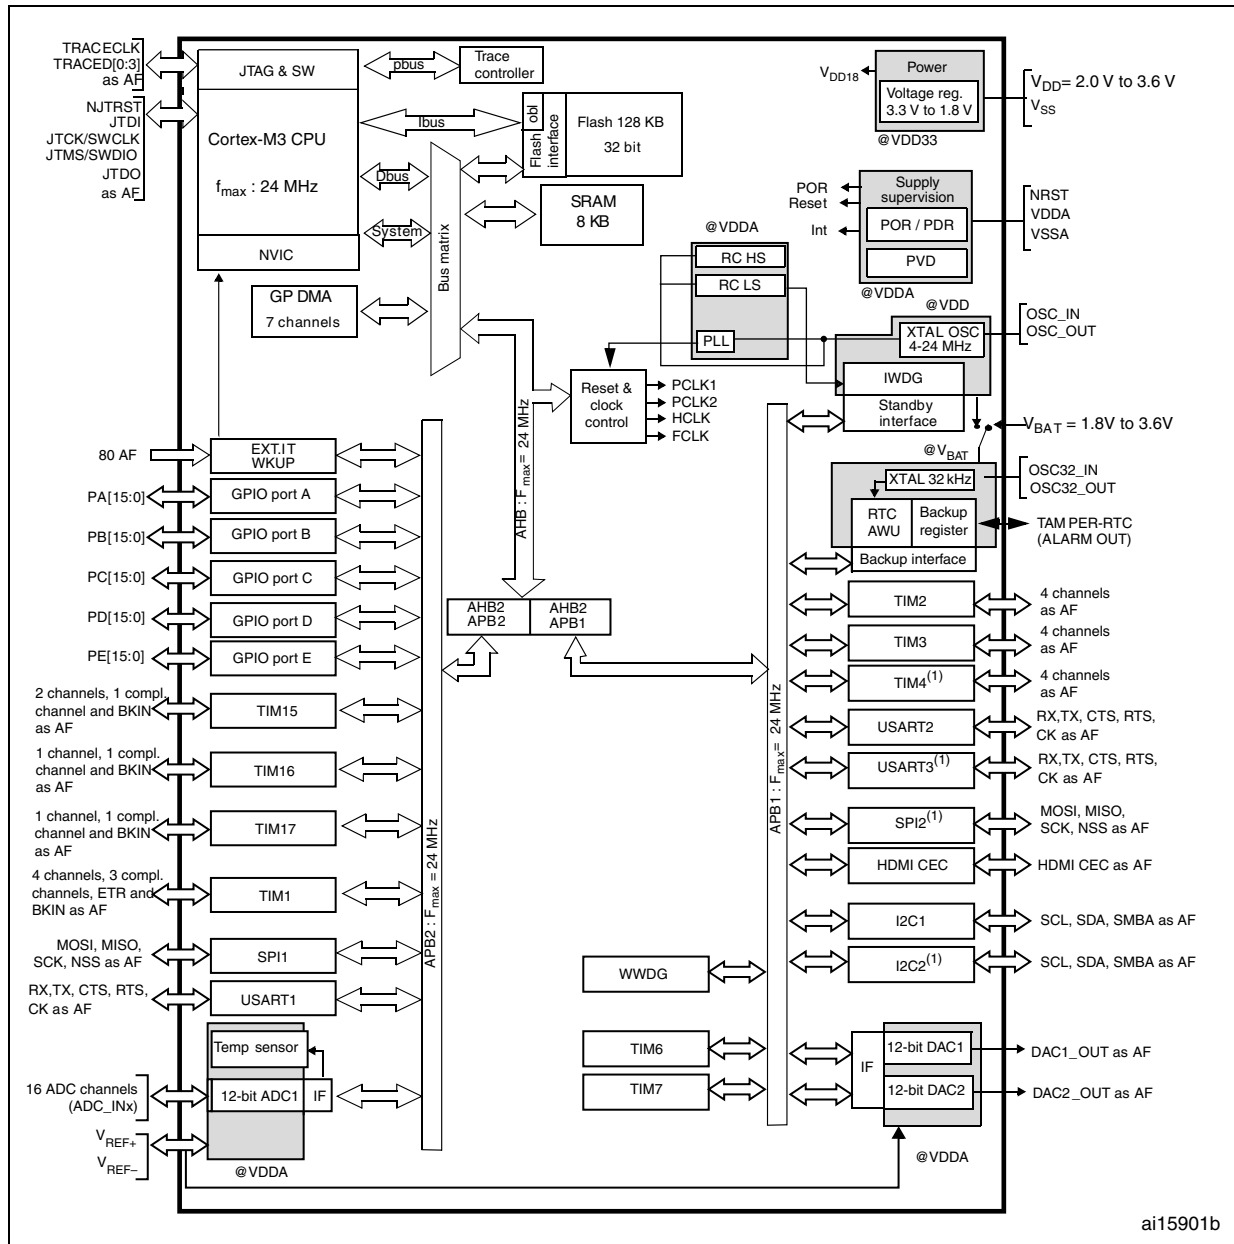 TRACECLK
TRACED[0:3]
as AF
NJTRST
JTDI
JTCK/SWCLK
JTMS/SWDIO
JTDO
as AF
JTAG & SW
Cortex-M3 CPU
fmax : 24 MHz
NVIC
pbus
Trace
controller
Ibus
Flash obl
interface
Flash 128 KB
32 bit
Dbus
System
Bus matrix
SRAM
8 KB
GP DMA
7 channels
VDD18
Power
Voltage reg.
3.3 V to 1.8 V
@VDD33
VDD= 2.0 V to 3.6 V
VSS
POR
Reset
Int
Supply
supervision
POR / PDR
PVD
@VDDA
NRST
VDDA
VSSA
@VDDA
RC HS
RC LS
PLL
@VDD
XTAL OSC
4-24 MHz
OSC_IN
OSC_OUT
IWDG
Standby
interface
Reset &
clock
control
PCLK1
PCLK2
HCLK
FCLK
AHB : Fmax = 24 MHz
VBAT = 1.8V to 3.6V
@VBAT
XTAL 32 kHz
OSC32_IN
OSC32_OUT
RTC
AWU
Backup
register
Backup interface
TAM PER-RTC
(ALARM OUT)
80 AF
EXT.IT
WKUP
PA[15:0]
GPIO port A
PB[15:0]
GPIO port B
PC[15:0]
GPIO port C
PD[15:0]
GPIO port D
PE[15:0]
GPIO port E
AHB2
APB2
AHB2
APB1
2 channels, 1 compl.
channel and BKIN
as AF
TIM15
1 channel, 1 compl.
channel and BKIN
as AF
TIM16
1 channel, 1 compl.
channel and BKIN
as AF
TIM17
4 channels, 3 compl.
channels, ETR and
BKIN as AF
TIM1
MOSI, MISO,
SCK, NSS as AF
SPI1
RX,TX, CTS, RTS,
CK as AF
USART1
Temp sensor
16 ADC channels
(ADC_INx)
12-bit ADC1
IF
VREF+
VREF–
@VDDA
APB2 : Fmax = 24 MHz
APB1 : Fmax = 24 MHz
TIM2
4 channels
as AF
TIM3
4 channels
as AF
TIM4(1)
4 channels
as AF
USART2
RX,TX, CTS, RTS,
CK as AF
USART3(1)
RX,TX, CTS, RTS,
CK as AF
SPI2(1)
MOSI, MISO,
SCK, NSS as AF
HDMI CEC
HDMI CEC as AF
I2C1
SCL, SDA, SMBA as AF
I2C2(1)
SCL, SDA, SMBA as AF
WWDG
TIM6
TIM7
IF
12-bit DAC1
DAC1_OUT as AF
12-bit DAC2
DAC2_OUT as AF
@VDDA
ai15901b